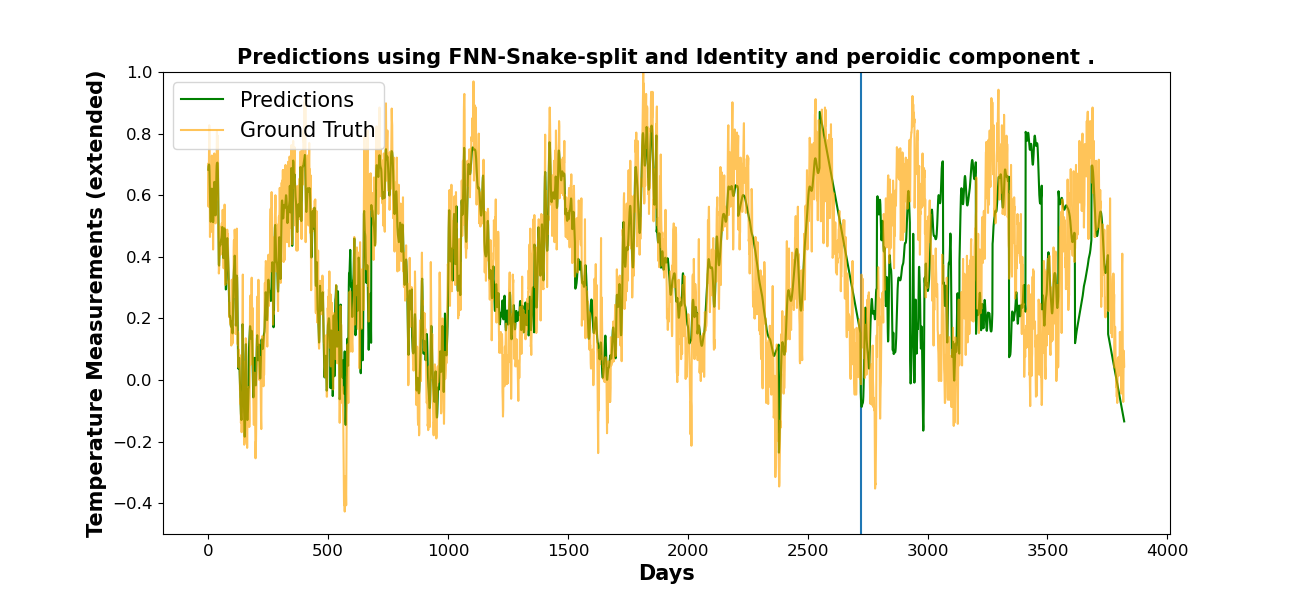 Predictions using FNN-Snake-split and Identity and peroidic component .
Temperature Measurements (extended)
1.0
0.8
0.6
0.4
0.2
0.0
−0.2
−0.4
Predictions
Ground Truth
0 500 1000 1500 2000 2500 3000 3500 4000
Days